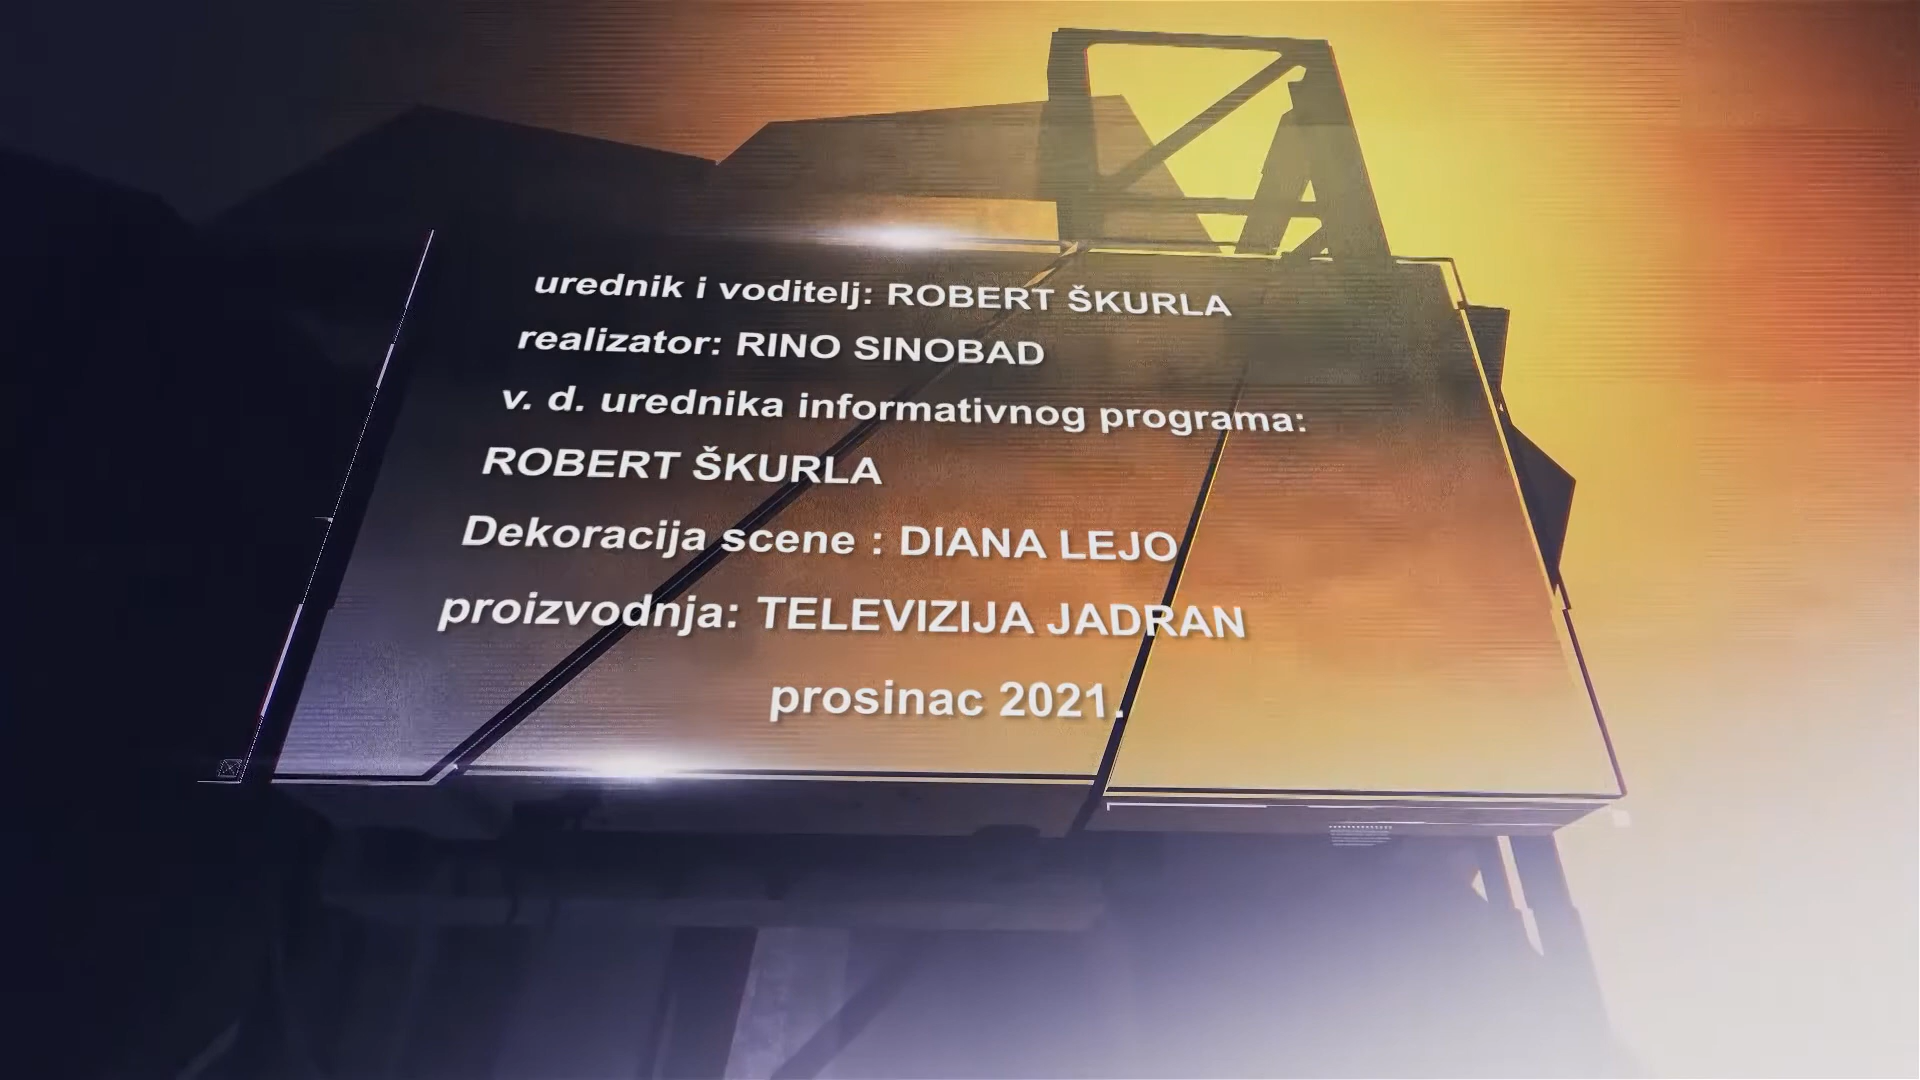 urednik i voditelj: ROBERT ŠKURLA
realizator: RINO SINOBAD
v. d. urednika informativnog programa:
ROBERT ŠKURLA
Dekoracija scene : DIANA LEJO
proizvodnja: TELEVIZIJA JADRAN
prosinac 2021.